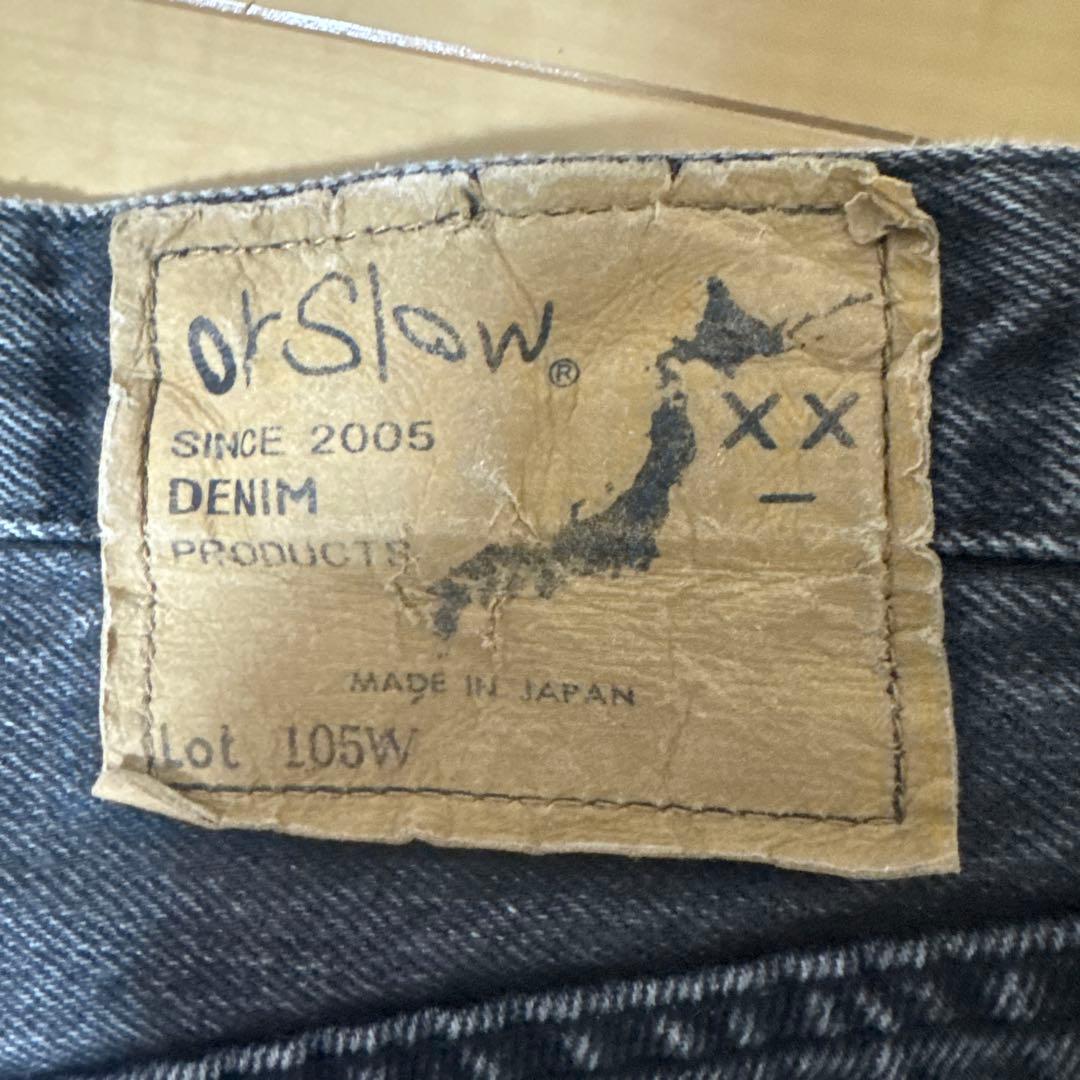 orSlow®
SINCE 2005
DENIM
PRODUCTS
XX
–
MADE IN JAPAN
Lot 105W